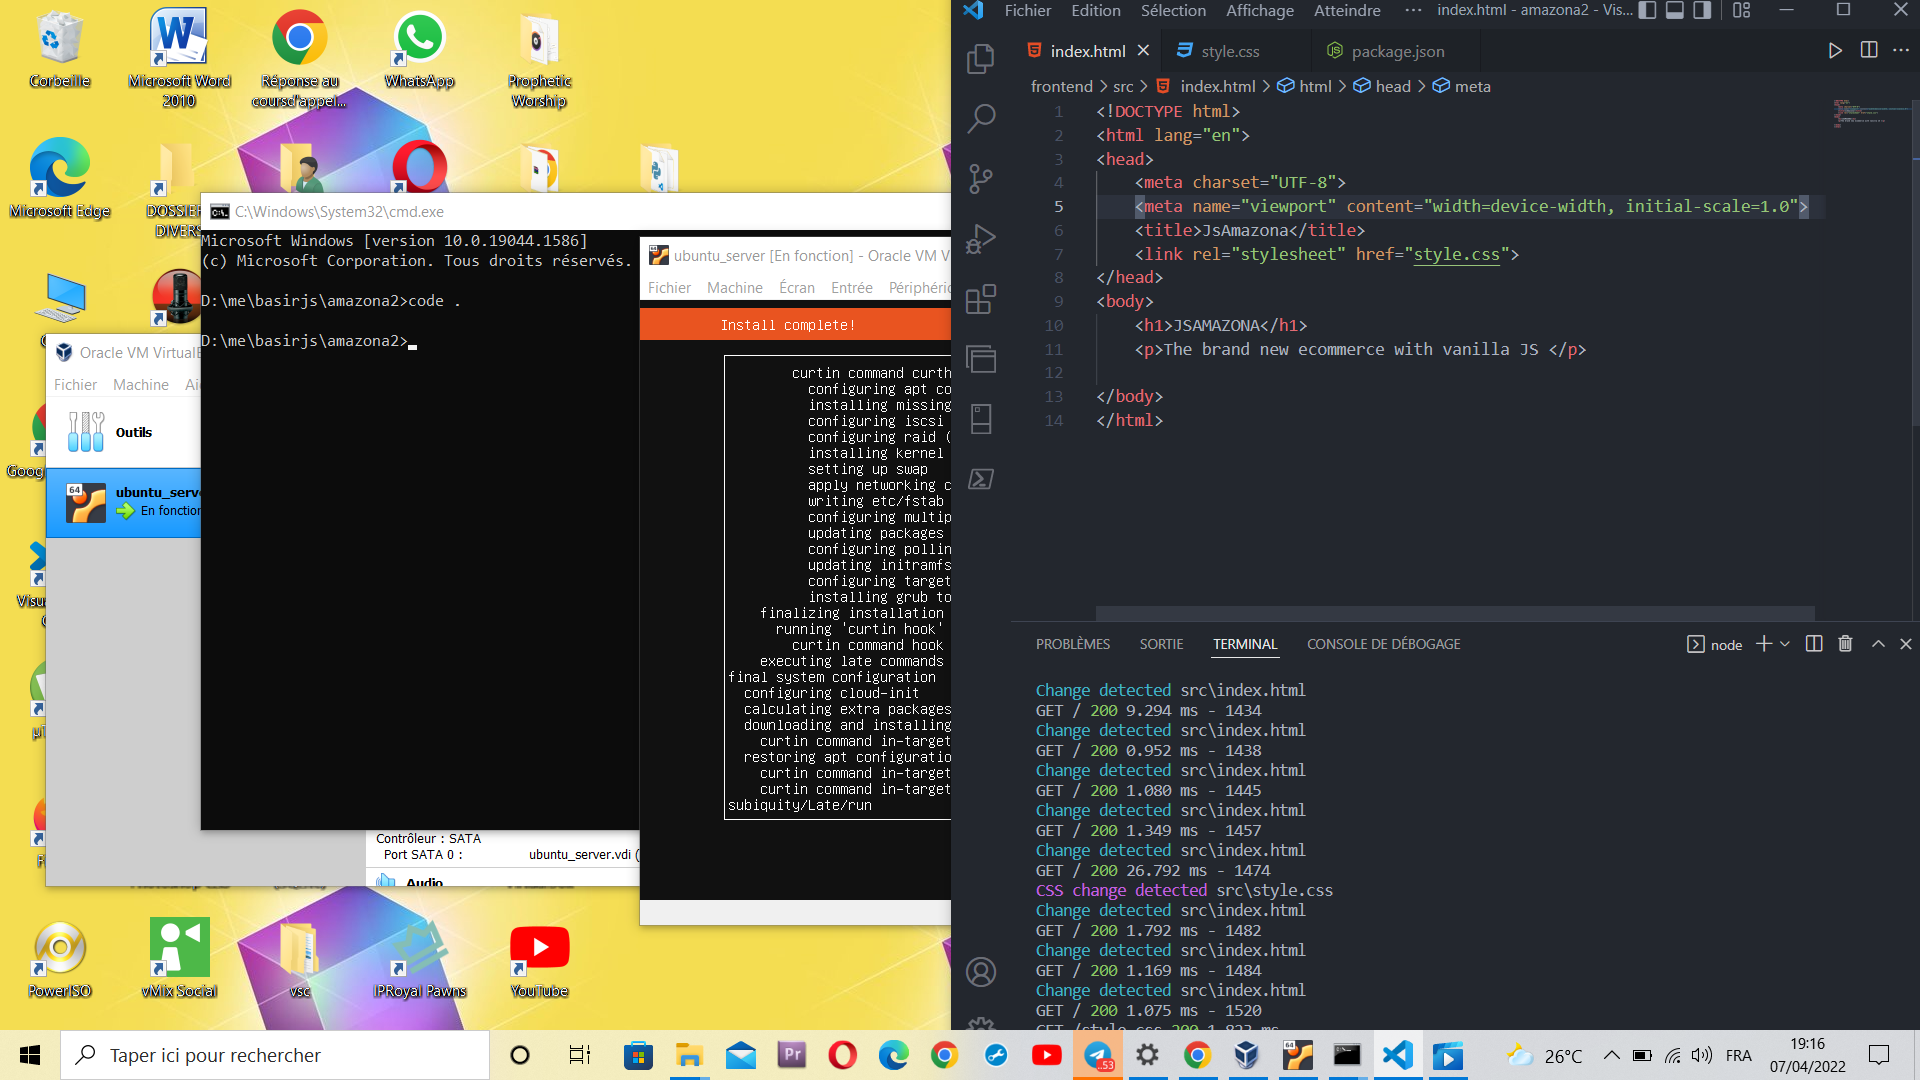 Corbeille
Microsoft Word 2010
Réponse au coursd'appel...
WhatsApp
Prophetic Worship
Microsoft Edge
DOSSIE
DIVERS
C:\Windows\System32\cmd.exe
Microsoft Windows [version 10.0.19044.1586]
(c) Microsoft Corporation. Tous droits réservés.
D:\me\basirjs\amazona2>code .
D:\me\basirjs\amazona2>
Oracle VM VirtualB
Fichier Machine Ai
Outils
64
ubuntu_serv
En fonction
Contrôleur : SATA
Port SATA 0 : ubuntu_server.vdi (
Audio
ubuntu_server [En fonction] - Oracle VM V
Fichier Machine Écran Entrée Périphéric
Install complete!
curtin command curth
configuring apt co
installing missing
configuring iscsi
configuring raid (
installing kernel
setting up swap
apply networking c
writing etc/fstab
configuring multip
updating packages
configuring pollin
updating initramfs
configuring target
installing grub to
finalizing installation
running 'curtin hook'
curtin command hook
executing late commands
final system configuration
configuring cloud-init
calculating extra packages
downloading and installing
curtin command in-target
restoring apt configuratio
curtin command in-target
curtin command in-target
subiquity/Late/run
PowerISO
vMix Social
vsc
IPRoyal Pawns
YouTube
Fichier Edition Sélection Affichage Atteindre ··· index.html - amazona2 - Vis...
index.html
style.css
package.json
frontend > src > index.html > html > head > meta
1 <!DOCTYPE html>
2 <html lang="en">
3 <head>
4 <meta charset="UTF-8">
5 <meta name="viewport" content="width=device-width, initial-scale=1.0">
6 <title>JsAmazona</title>
7 <link rel="stylesheet" href="style.css">
8 </head>
9 <body>
10 <h1>JSAMAZONA</h1>
11 <p>The brand new ecommerce with vanilla JS </p>
12
13 </body>
14 </html>
PROBLÈMES SORTIE TERMINAL CONSOLE DE DÉBOGAGE node
Change detected src\index.html
GET / 200 9.294 ms - 1434
Change detected src\index.html
GET / 200 0.952 ms - 1438
Change detected src\index.html
GET / 200 1.080 ms - 1445
Change detected src\index.html
GET / 200 1.349 ms - 1457
Change detected src\index.html
GET / 200 26.792 ms - 1474
CSS change detected src\style.css
Change detected src\index.html
GET / 200 1.792 ms - 1482
Change detected src\index.html
GET / 200 1.169 ms - 1484
Change detected src\index.html
GET / 200 1.075 ms - 1520
GET /style.css 200 1.823 ms
Taper ici pour rechercher
Pr
..53
26°C
FRA
19:16
07/04/2022